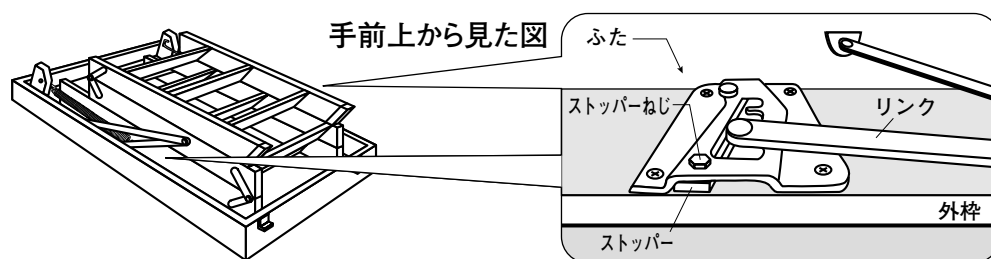 手前上から見た図
ふた
ストッパーねじ
リンク
外枠
ストッパー